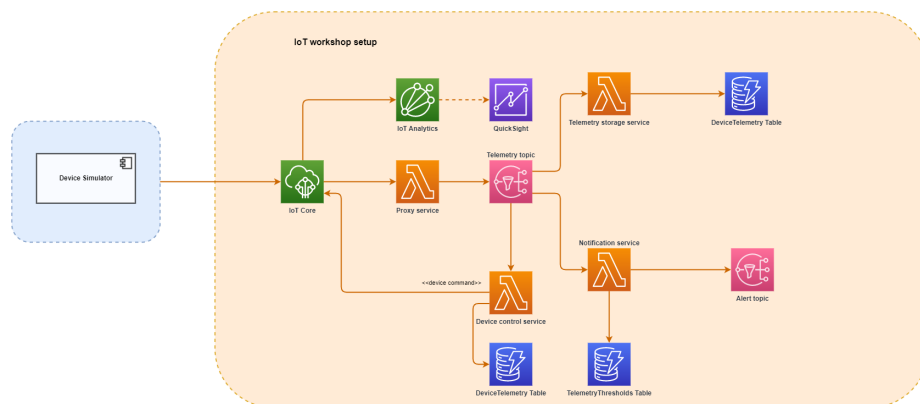 IoT workshop setup
IoT Analytics
QuickSight
Telemetry storage service
DeviceTelemetry Table
Device Simulator
Telemetry topic
IoT Core
Proxy service
Notification service
<<device command>>
Alert topic
Device control service
DeviceTelemetry Table
TelemetryThresholds Table